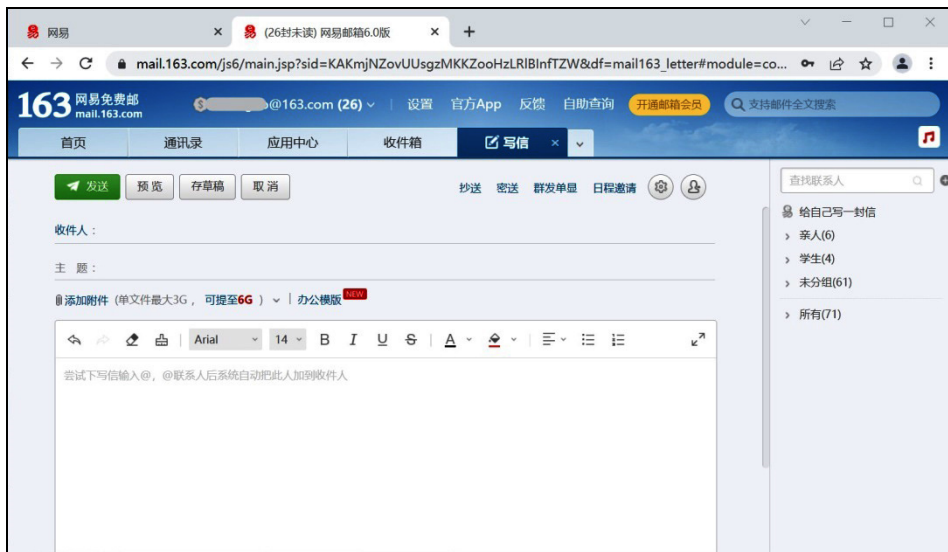 网易
(26封未读) 网易邮箱6.0版
mail.163.com/js6/main.jsp?sid=KAKmjNZovUUsgzMKKZooHzLRlBInfTZW&df=mail163_letter#module=co...
163 网易免费邮 mail.163.com
@163.com (26) 设置 官方App 反馈 自助查询 开通邮箱会员 支持邮件全文搜索
首页 通讯录 应用中心 收件箱 写信
发送 预览 存草稿 取消 抄送 密送 群发单显 日程邀请 查找联系人
给自己写一封信
收件人：
亲人(6)
学生(4)
主 题：
未分组(61)
添加附件 (单文件最大3G，可提至6G ) 办公模版 NEW
所有(71)
Arial 14 B I U S A
尝试下写信输入@，@联系人后系统自动把此人加到收件人